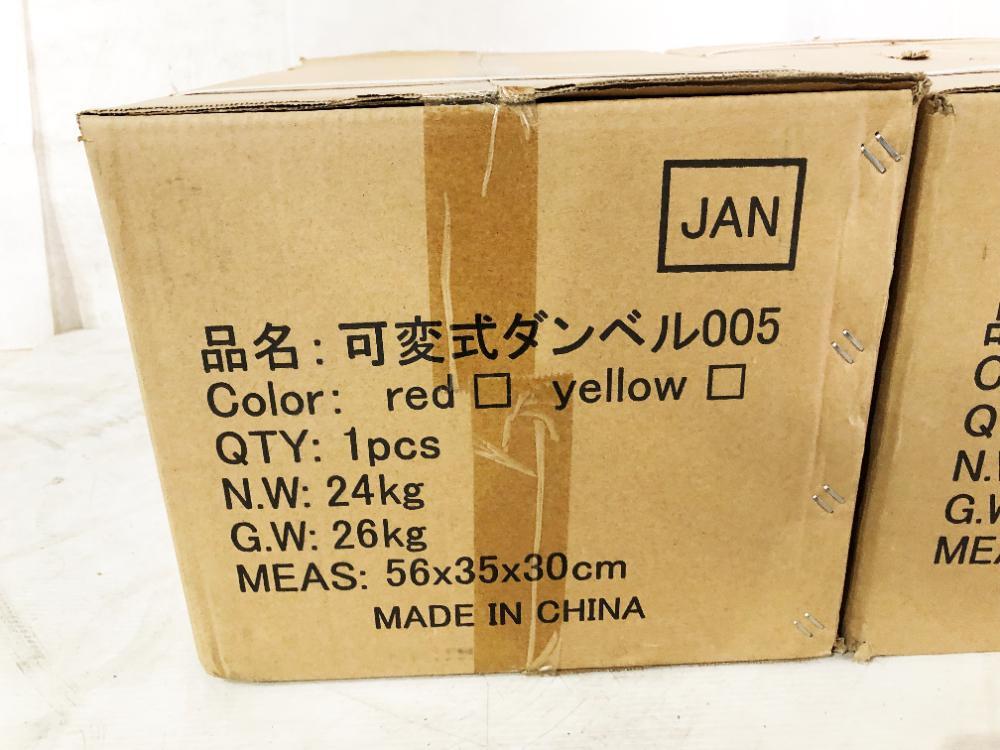 JAN
品名：可変式ダンベル005
Color: red □ yellow □
QTY: 1pcs
N.W: 24kg
G.W: 26kg
MEAS: 56x35x30cm
MADE IN CHINA
N.
G.W
MEA